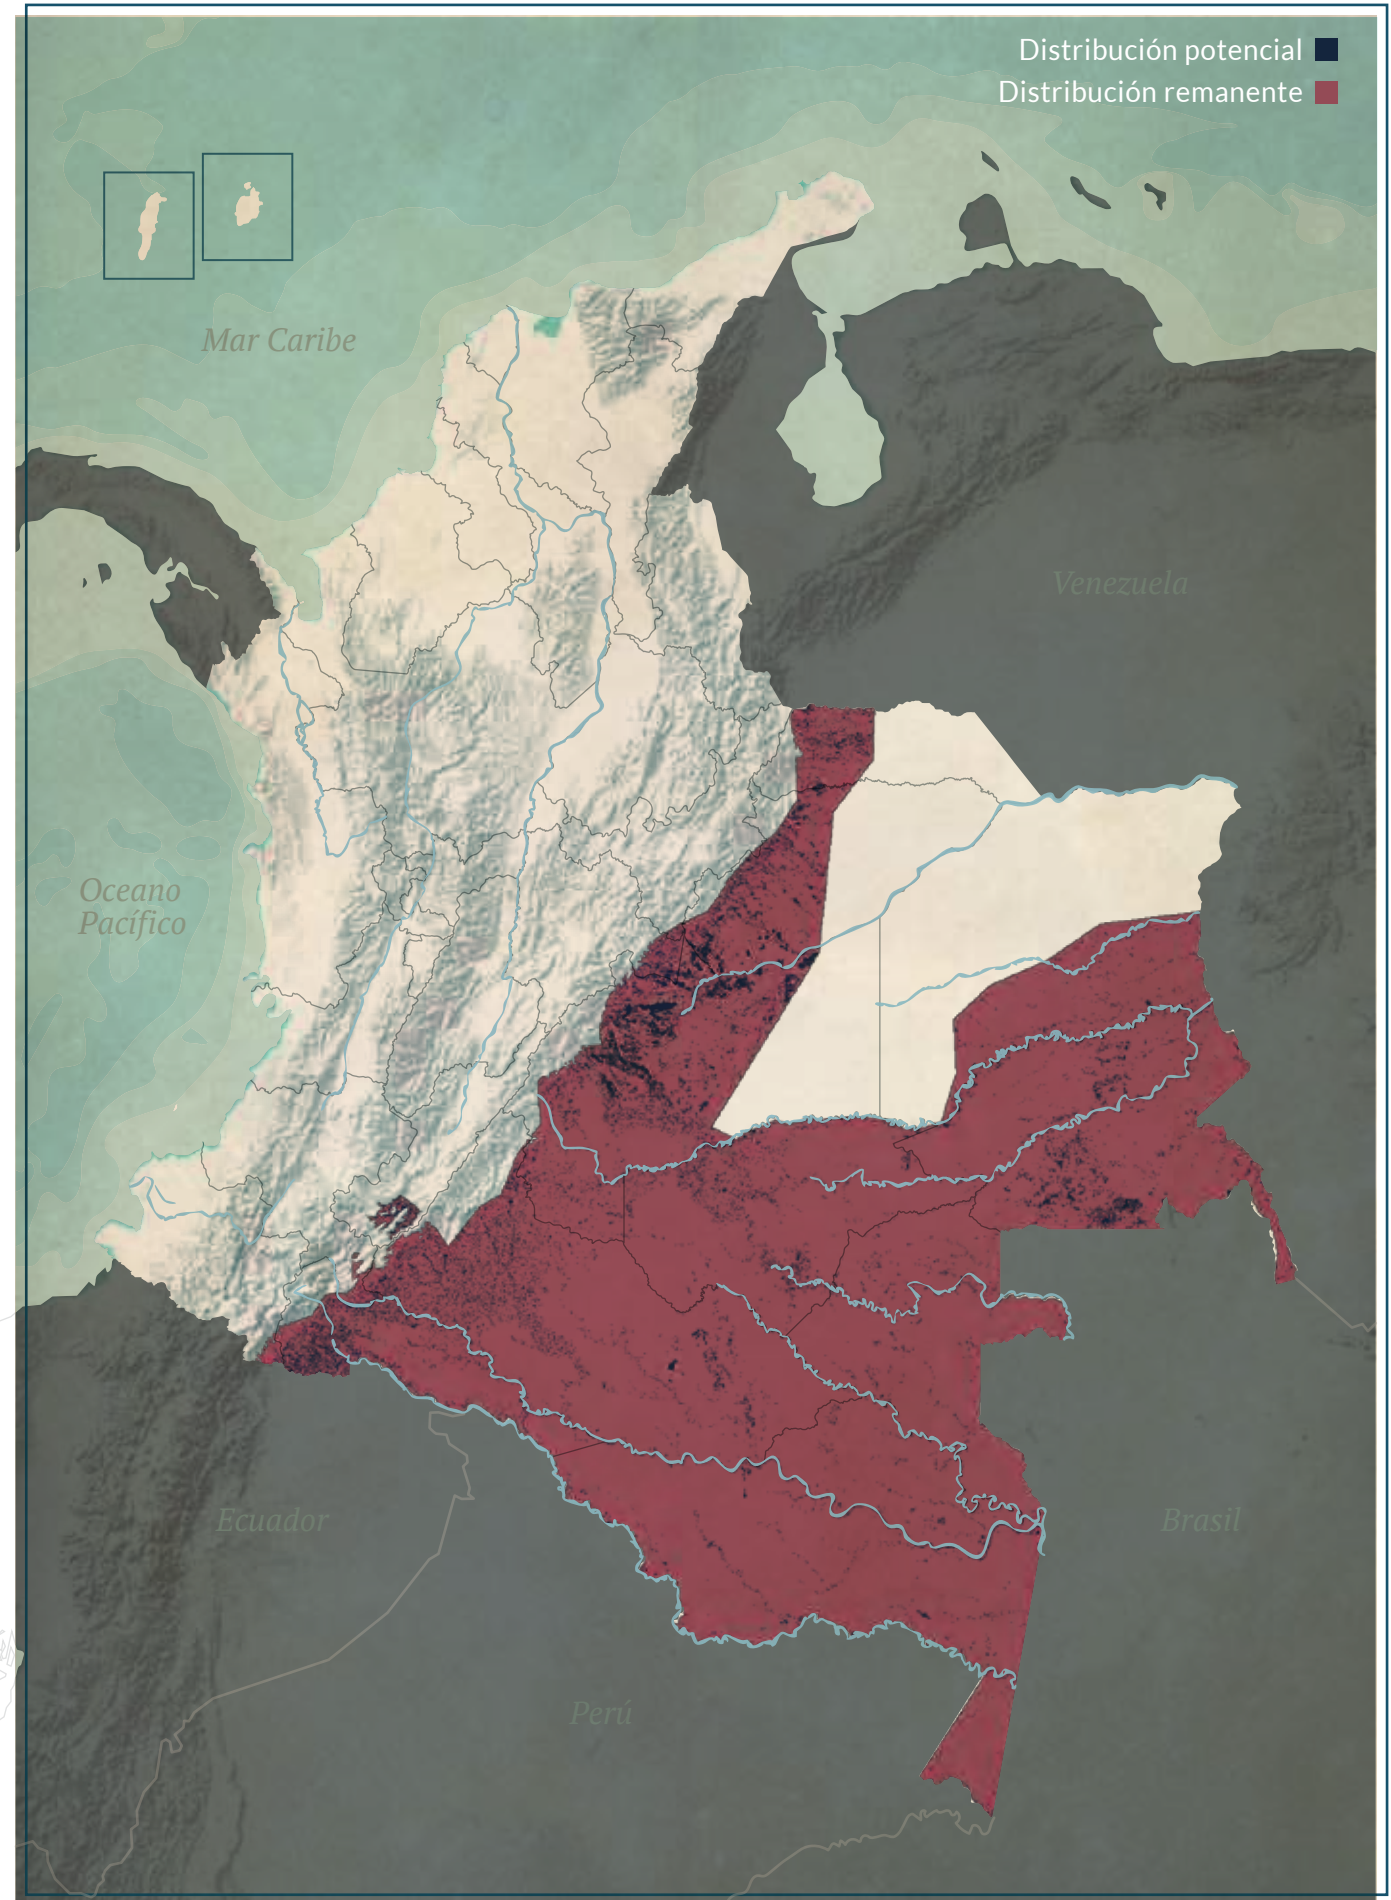 Distribución potencial
Distribución remanente
Mar Caribe
Venezuela
Oceano
Pacífico
Ecuador
Brasil
Perú